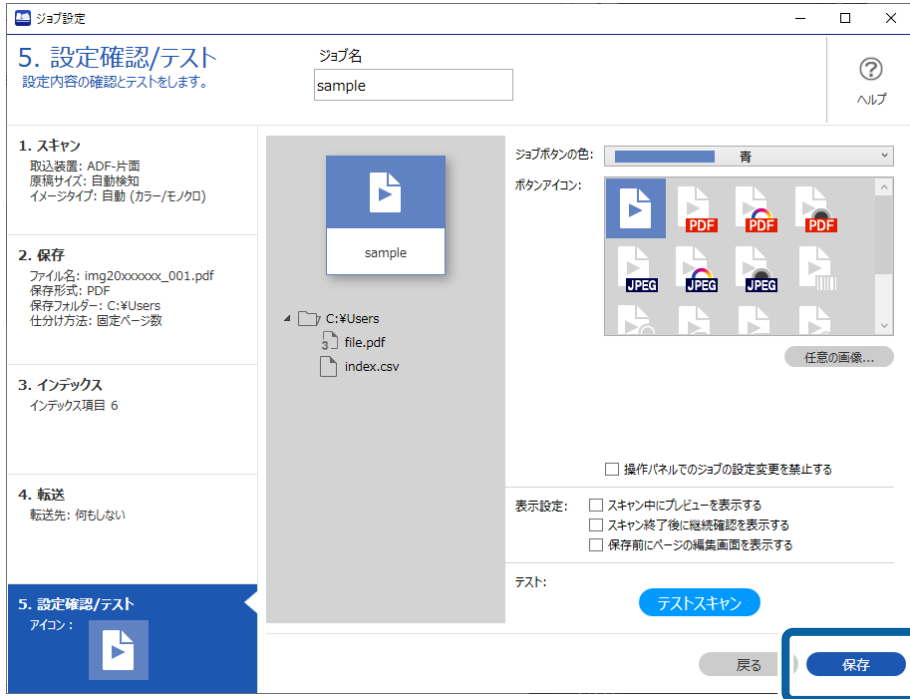 ジョブ設定
5. 設定確認/テスト
設定内容の確認とテストをします。
ジョブ名
sample
ヘルプ
1. スキャン
取込装置: ADF-片面
原稿サイズ: 自動検知
イメージタイプ: 自動 (カラー/モノクロ)
2. 保存
ファイル名: img20xxxxxx_001.pdf
保存形式: PDF
保存フォルダー: C:¥Users
仕分け方法: 固定ページ数
3. インデックス
インデックス項目 6
4. 転送
転送先: 何もしない
5. 設定確認/テスト
アイコン :
sample
C:¥Users
3
file.pdf
index.csv
ジョブボタンの色:
青
ボタンアイコン:
PDF
PDF
PDF
JPEG
JPEG
JPEG
任意の画像...
操作パネルでのジョブの設定変更を禁止する
表示設定:
スキャン中にプレビューを表示する
スキャン終了後に継続確認を表示する
保存前にページの編集画面を表示する
テスト:
テストスキャン
戻る
保存